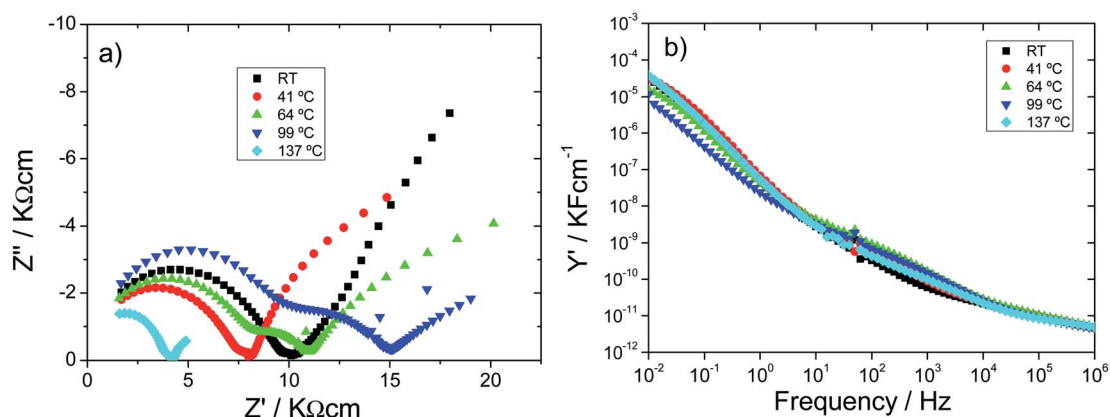 a)
Z'' / KΩcm
-10
-8
-6
-4
-2
0
RT
41 ºC
64 ºC
99 ºC
137 ºC
0 5 10 15 20
Z' / KΩcm
b)
Y' / KFcm⁻¹
10⁻³
10⁻⁴
10⁻⁵
10⁻⁶
10⁻⁷
10⁻⁸
10⁻⁹
10⁻¹⁰
10⁻¹¹
10⁻¹²
RT
41 ºC
64 ºC
99 ºC
137 ºC
10⁻² 10⁻¹ 10⁰ 10¹ 10² 10³ 10⁴ 10⁵ 10⁶
Frequency / Hz